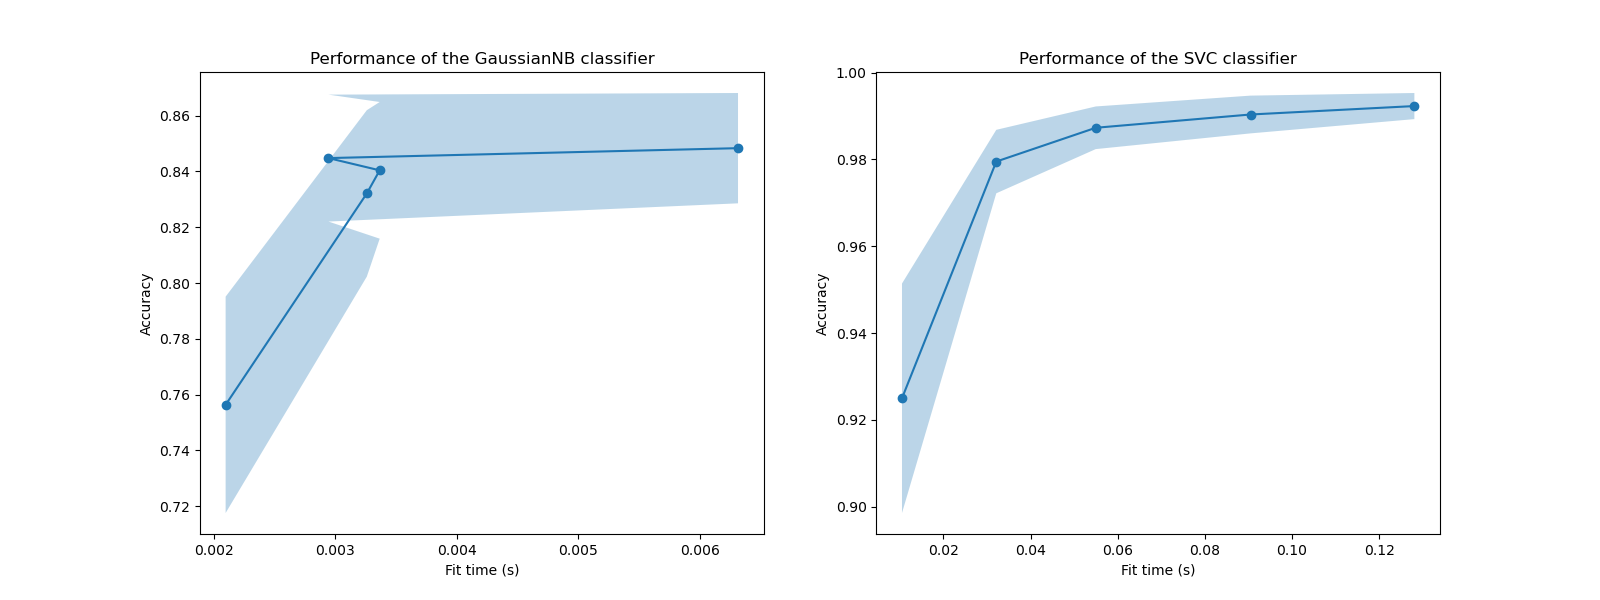 Performance of the GaussianNB classifier
Accuracy
0.86
0.84
0.82
0.80
0.78
0.76
0.74
0.72
0.002 0.003 0.004 0.005 0.006
Fit time (s)
Performance of the SVC classifier
Accuracy
1.00
0.98
0.96
0.94
0.92
0.90
0.02 0.04 0.06 0.08 0.10 0.12
Fit time (s)